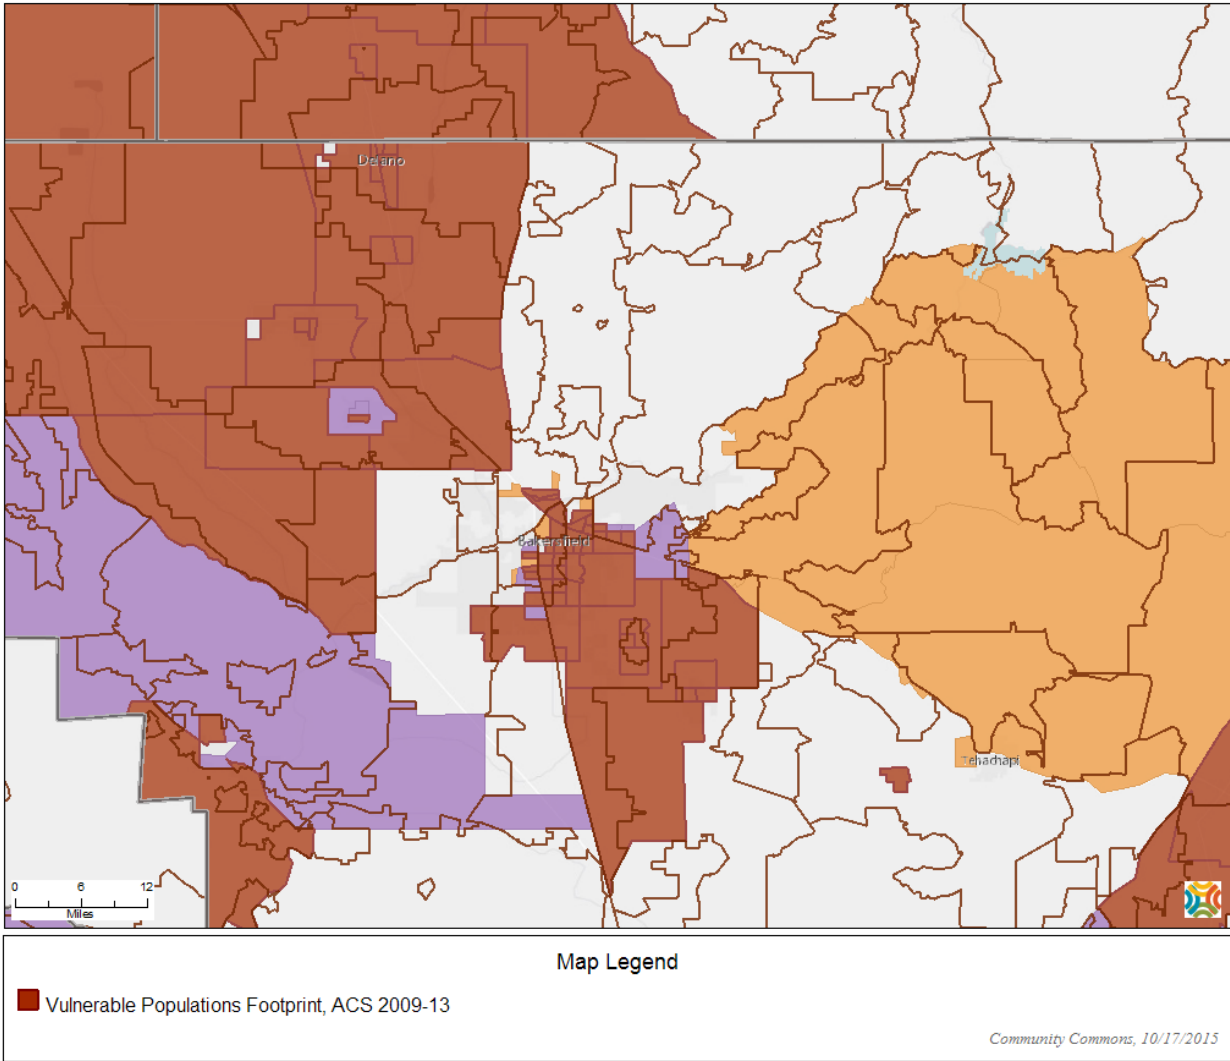 Delano
Bakersfield
Tehachapi
0 6 12
Miles
Map Legend
Vulnerable Populations Footprint, ACS 2009-13
Community Commons, 10/17/2015